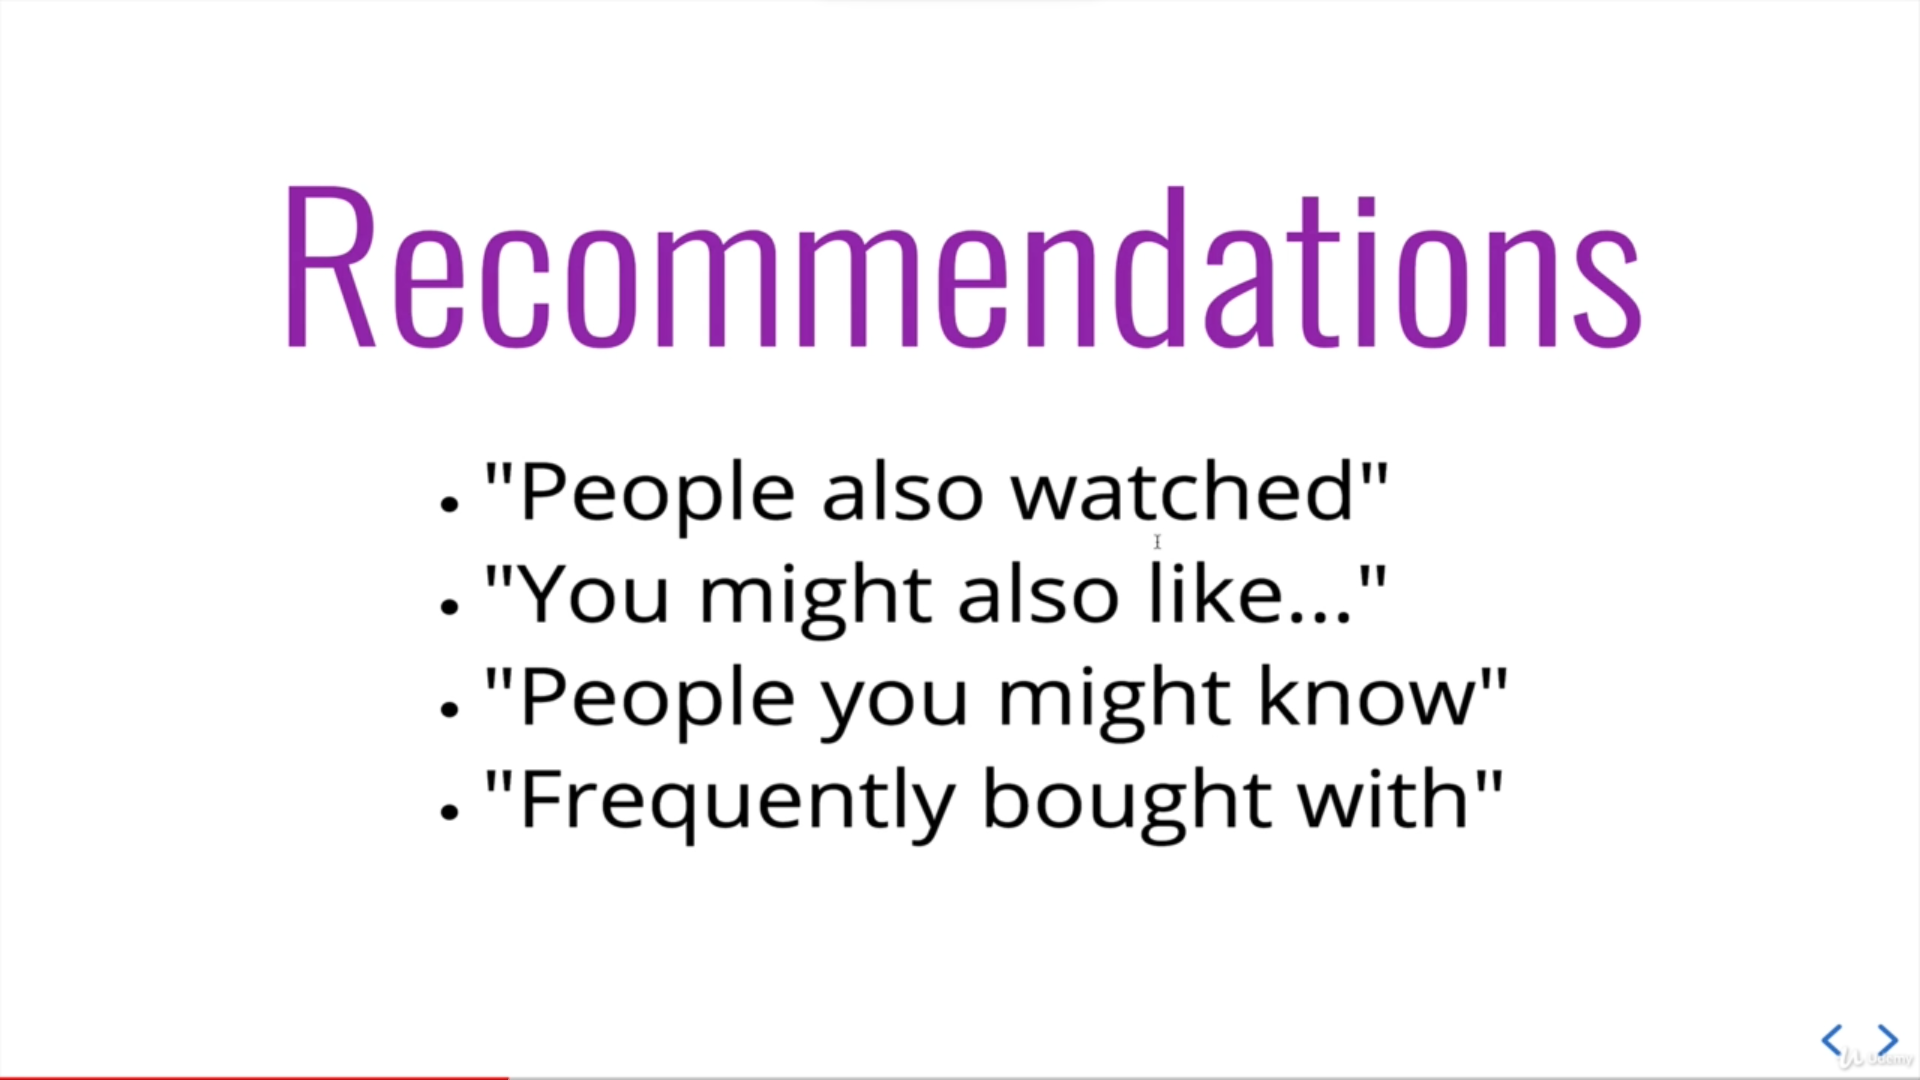 Recommendations
"People also watched"
"You might also like..."
"People you might know"
"Frequently bought with"
Udemy